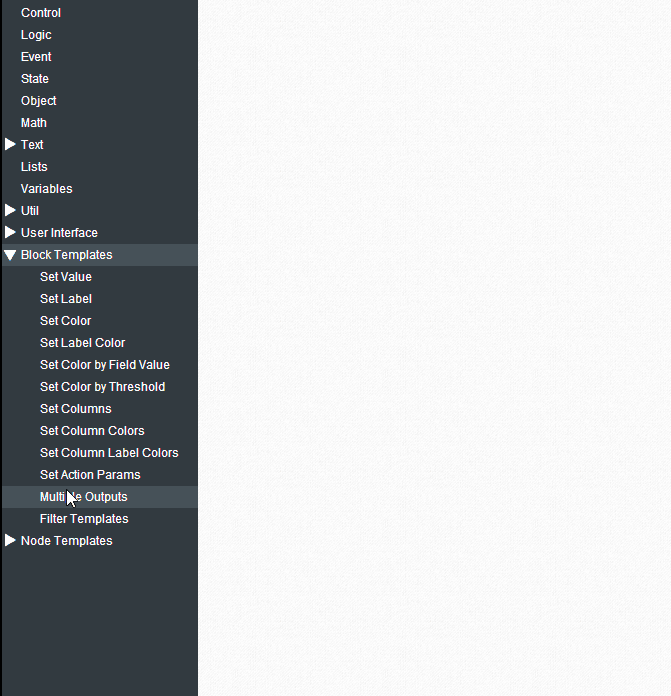 Control
Logic
Event
State
Object
Math
Text
Lists
Variables
Util
User Interface
Block Templates
Set Value
Set Label
Set Color
Set Label Color
Set Color by Field Value
Set Color by Threshold
Set Columns
Set Column Colors
Set Column Label Colors
Set Action Params
Multiple Outputs
Filter Templates
Node Templates